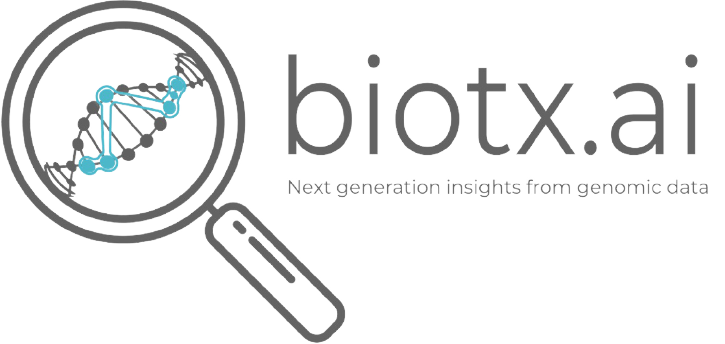 biotx.ai
Next generation insights from genomic data